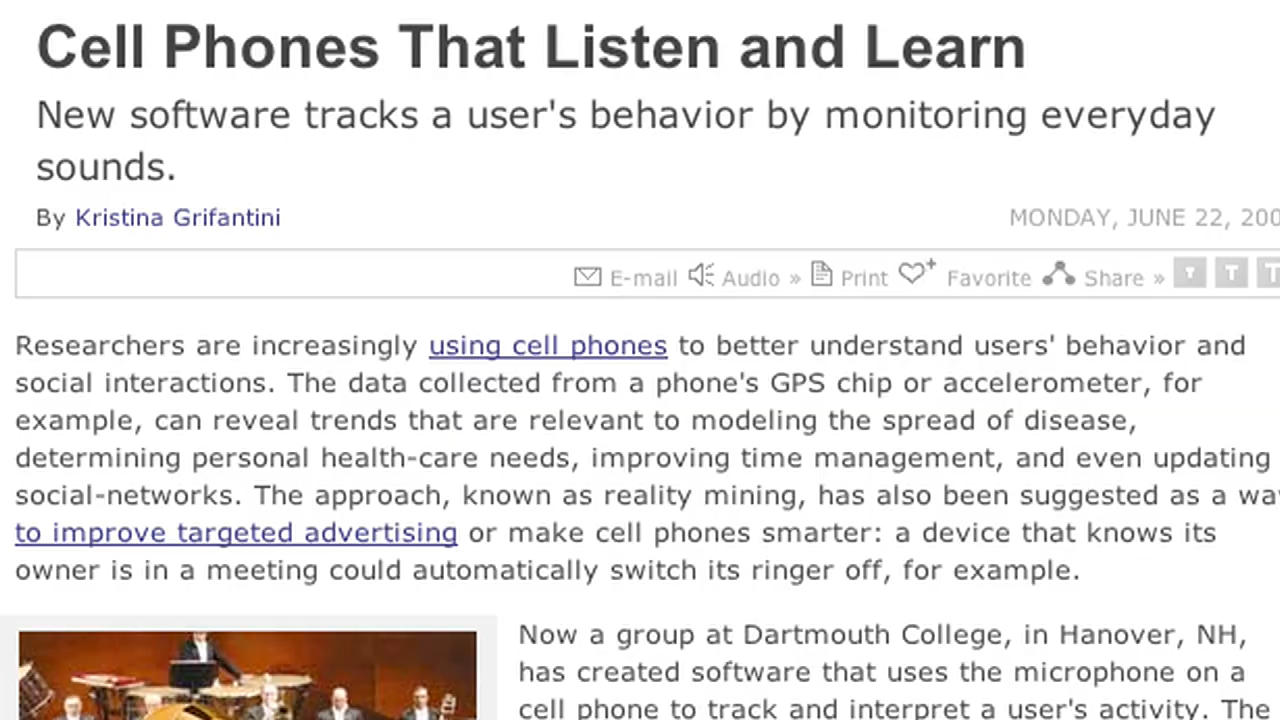 Cell Phones That Listen and Learn
New software tracks a user's behavior by monitoring everyday
sounds.
By Kristina Grifantini
MONDAY, JUNE 22, 200
E-mail Audio » Print Favorite Share » T T T
Researchers are increasingly using cell phones to better understand users' behavior and
social interactions. The data collected from a phone's GPS chip or accelerometer, for
example, can reveal trends that are relevant to modeling the spread of disease,
determining personal health-care needs, improving time management, and even updating
social-networks. The approach, known as reality mining, has also been suggested as a way
to improve targeted advertising or make cell phones smarter: a device that knows its
owner is in a meeting could automatically switch its ringer off, for example.
Now a group at Dartmouth College, in Hanover, NH,
has created software that uses the microphone on a
cell phone to track and interpret a user's activity. The